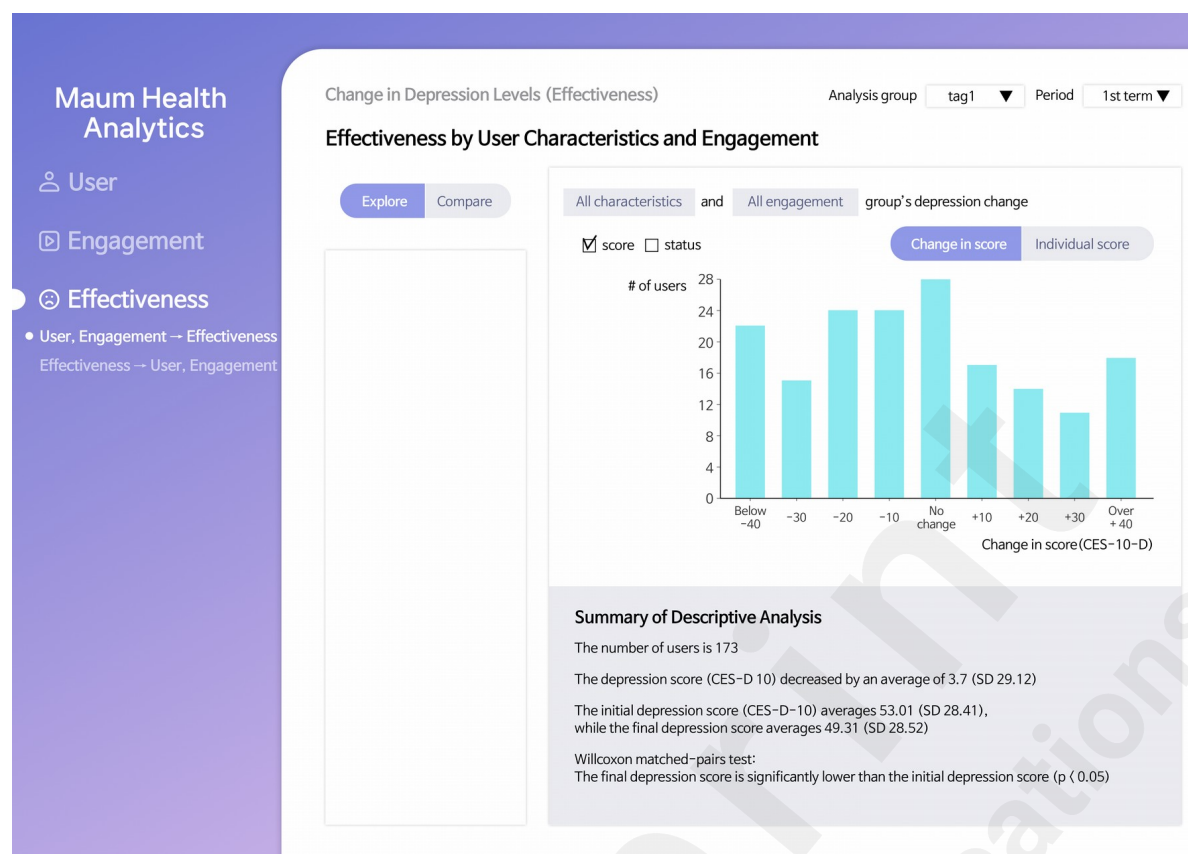 Maum Health
Analytics
User
Engagement
Effectiveness
User, Engagement → Effectiveness
Effectiveness → User, Engagement
Change in Depression Levels (Effectiveness)
Analysis group tag1 ▼ Period 1st term ▼
Effectiveness by User Characteristics and Engagement
Explore Compare
All characteristics and All engagement group's depression change
score status
Change in score Individual score
# of users
28
24
20
16
12
8
4
0
Below −40 −30 −20 −10 No change +10 +20 +30 Over +40
Change in score(CES-10-D)
Summary of Descriptive Analysis
The number of users is 173
The depression score (CES-D 10) decreased by an average of 3.7 (SD 29.12)
The initial depression score (CES-D-10) averages 53.01 (SD 28.41),
while the final depression score averages 49.31 (SD 28.52)
Willcoxon matched-pairs test:
The final depression score is significantly lower than the initial depression score (p < 0.05)